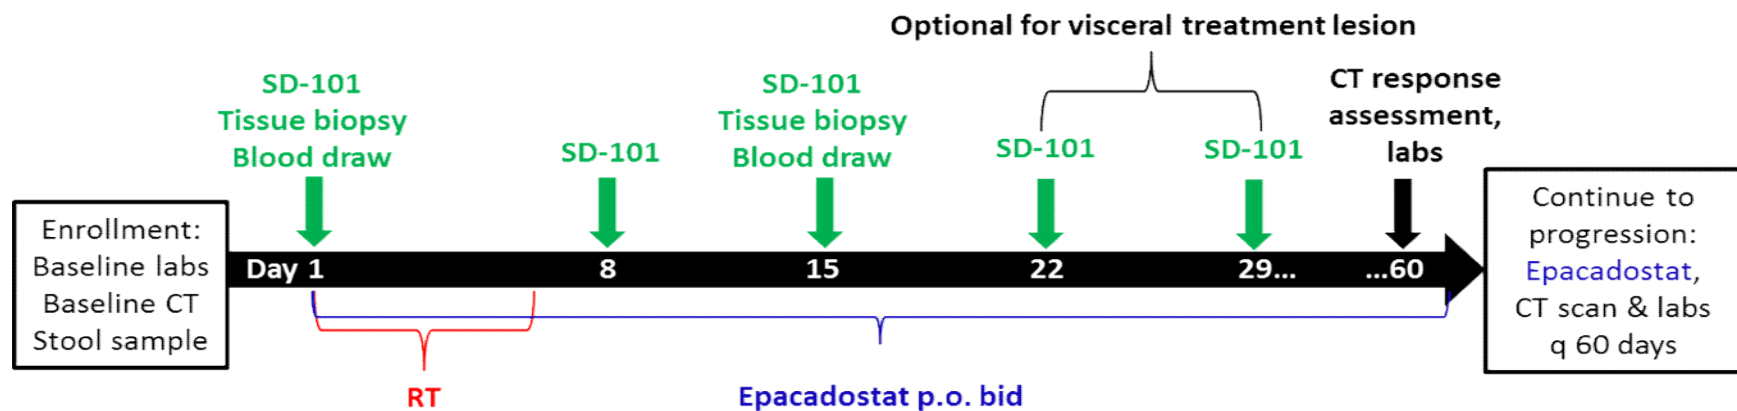 Optional for visceral treatment lesion
SD-101
Tissue biopsy
Blood draw
SD-101
SD-101
Tissue biopsy
Blood draw
SD-101
SD-101
CT response
assessment,
labs
Enrollment:
Baseline labs
Baseline CT
Stool sample
Day 1
8
15
22
29...
...60
Continue to
progression:
Epacadostat,
CT scan & labs
q 60 days
RT
Epacadostat p.o. bid